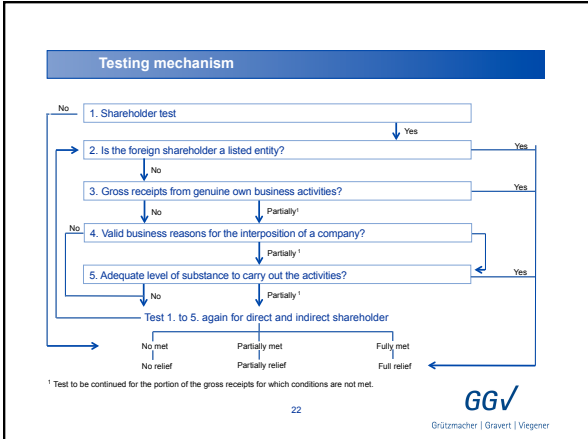 Testing mechanism
No
1. Shareholder test
Yes
2. Is the foreign shareholder a listed entity?
Yes
No
3. Gross receipts from genuine own business activities?
Yes
No
Partially¹
No
4. Valid business reasons for the interposition of a company?
Partially ¹
5. Adequate level of substance to carry out the activities?
Yes
No
Partially ¹
Test 1. to 5. again for direct and indirect shareholder
No met
Partially met
Fully met
No relief
Partially relief
Full relief
¹ Test to be continued for the portion of the gross receipts for which conditions are not met.
22
GGV
Grützmacher | Gravert | Viegener